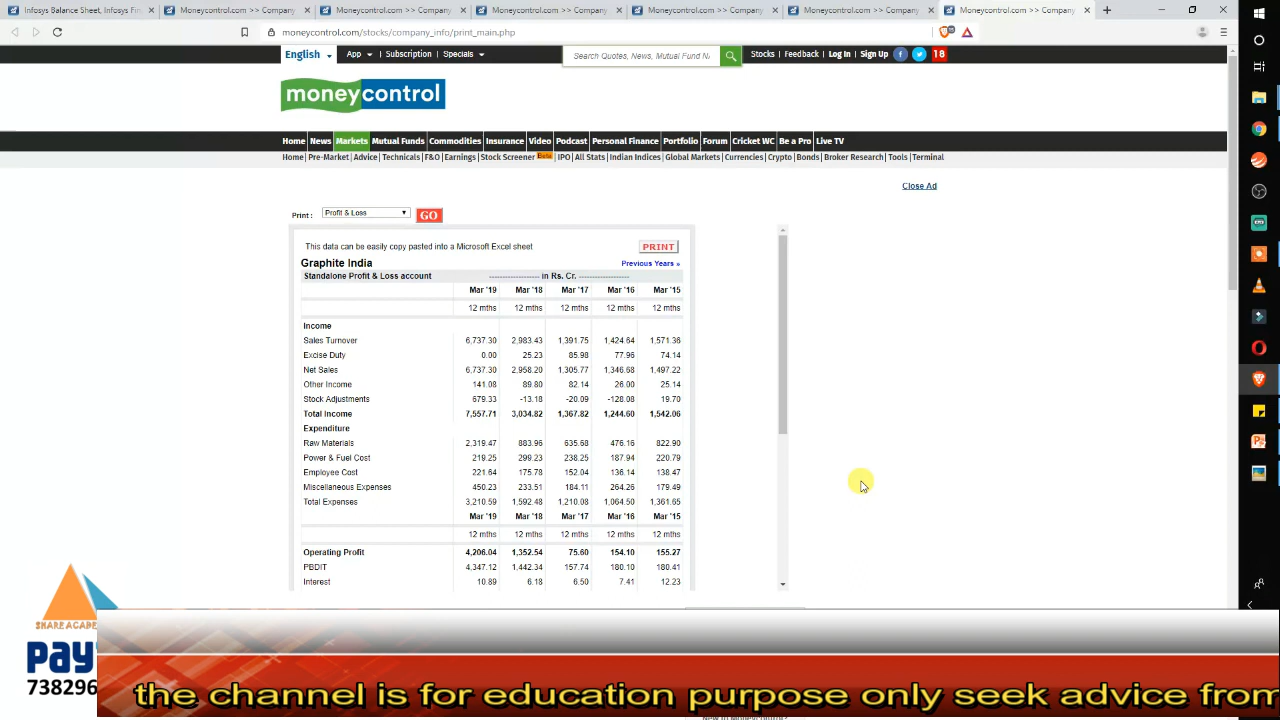 Infosys Balance Sheet, Infosys Fin
Moneycontrol.com >> Company
Moneycontrol.com >> Company
Moneycontrol.com >> Company
Moneycontrol.com >> Company
Moneycontrol.com >> Company
Moneycontrol.com >> Compan
moneycontrol.com/stocks/company_info/print_main.php
English App Subscription Specials Search Quotes, News, Mutual Fund N Stocks Feedback Log In Sign Up 18
moneycontrol
Home News Markets Mutual Funds Commodities Insurance Video Podcast Personal Finance Portfolio Forum Cricket WC Be a Pro Live TV
Home Pre-Market Advice Technicals F&O Earnings Stock Screener Beta IPO All Stats Indian Indices Global Markets Currencies Crypto Bonds Broker Research Tools Terminal
Close Ad
Print : Profit & Loss GO
This data can be easily copy pasted into a Microsoft Excel sheet PRINT
Graphite India Previous Years »
Standalone Profit & Loss account ------------------ in Rs. Cr. ------------------
Mar '19 Mar '18 Mar '17 Mar '16 Mar '15
12 mths 12 mths 12 mths 12 mths 12 mths
Income
Sales Turnover 6,737.30 2,983.43 1,391.75 1,424.64 1,571.36
Excise Duty 0.00 25.23 85.98 77.96 74.14
Net Sales 6,737.30 2,958.20 1,305.77 1,346.68 1,497.22
Other Income 141.08 89.80 82.14 26.00 25.14
Stock Adjustments 679.33 -13.18 -20.09 -128.08 19.70
Total Income 7,557.71 3,034.82 1,367.82 1,244.60 1,542.06
Expenditure
Raw Materials 2,319.47 883.96 635.68 476.16 822.90
Power & Fuel Cost 219.25 299.23 238.25 187.94 220.79
Employee Cost 221.64 175.78 152.04 136.14 138.47
Miscellaneous Expenses 450.23 233.51 184.11 264.26 179.49
Total Expenses 3,210.59 1,592.48 1,210.08 1,064.50 1,361.65
Mar '19 Mar '18 Mar '17 Mar '16 Mar '15
12 mths 12 mths 12 mths 12 mths 12 mths
Operating Profit 4,206.04 1,352.54 75.60 154.10 155.27
PBDIT 4,347.12 1,442.34 157.74 180.10 180.41
Interest 10.89 6.18 6.50 7.41 12.23
SHARE ACADE
Pay
738296
the channel is for education purpose only seek advice from